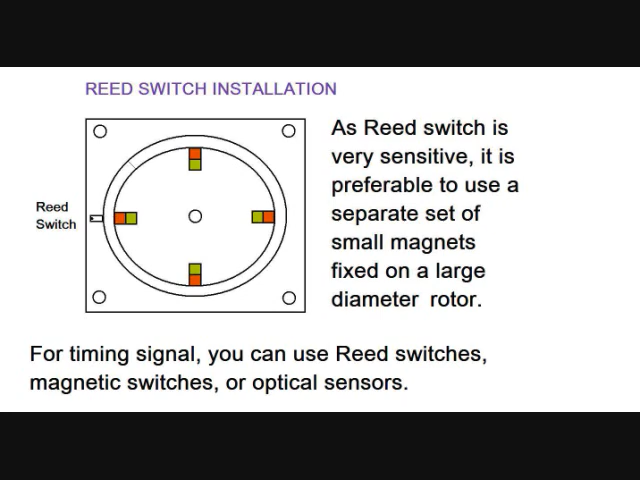 REED SWITCH INSTALLATION
As Reed switch is
very sensitive, it is
preferable to use a
separate set of
small magnets
fixed on a large
diameter rotor.
Reed
Switch
For timing signal, you can use Reed switches,
magnetic switches, or optical sensors.